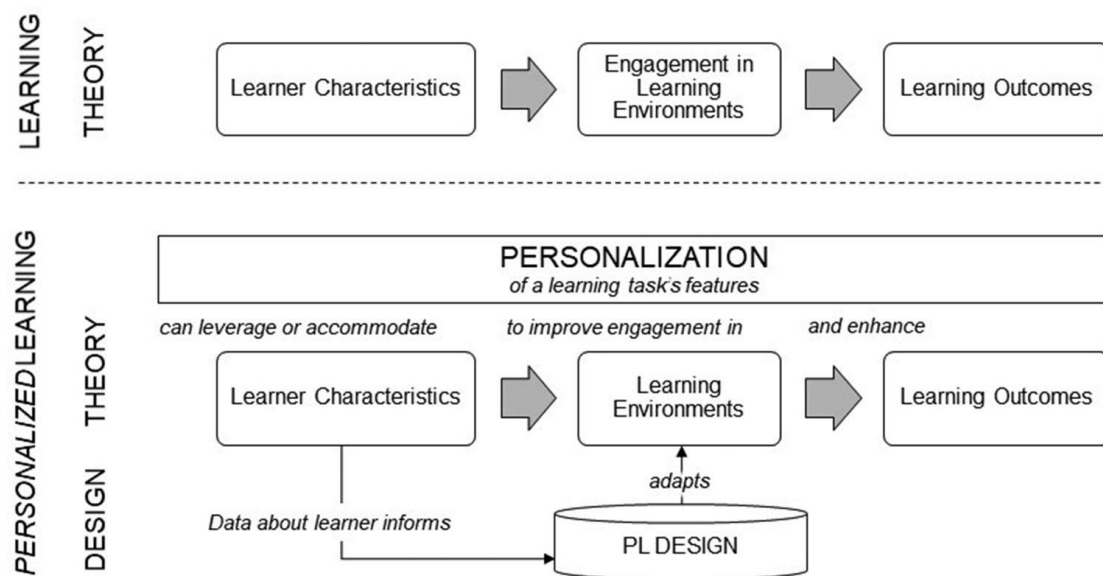 LEARNING
THEORY
Learner Characteristics
Engagement in
Learning
Environments
Learning Outcomes
PERSONALIZED LEARNING
THEORY
DESIGN
PERSONALIZATION
of a learning task's features
can leverage or accommodate
to improve engagement in
and enhance
Learner Characteristics
Learning
Environments
Learning Outcomes
adapts
Data about learner informs
PL DESIGN